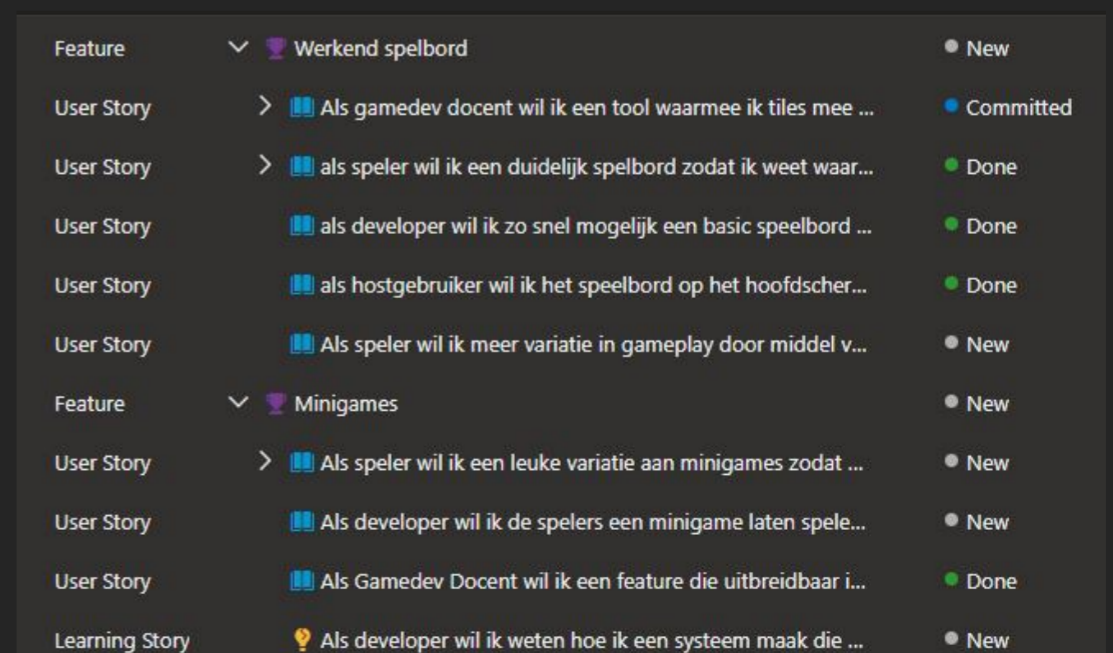 Feature Werkend spelbord New
User Story Als gamedev docent wil ik een tool waarmee ik tiles mee ... Committed
User Story als speler wil ik een duidelijk spelbord zodat ik weet waar... Done
User Story als developer wil ik zo snel mogelijk een basic speelbord ... Done
User Story als hostgebruiker wil ik het speelbord op het hoofdscher... Done
User Story Als speler wil ik meer variatie in gameplay door middel v... New
Feature Minigames New
User Story Als speler wil ik een leuke variatie aan minigames zodat ... New
User Story Als developer wil ik de spelers een minigame laten spele... New
User Story Als Gamedev Docent wil ik een feature die uitbreidbaar i... Done
Learning Story Als developer wil ik weten hoe ik een systeem maak die ... New